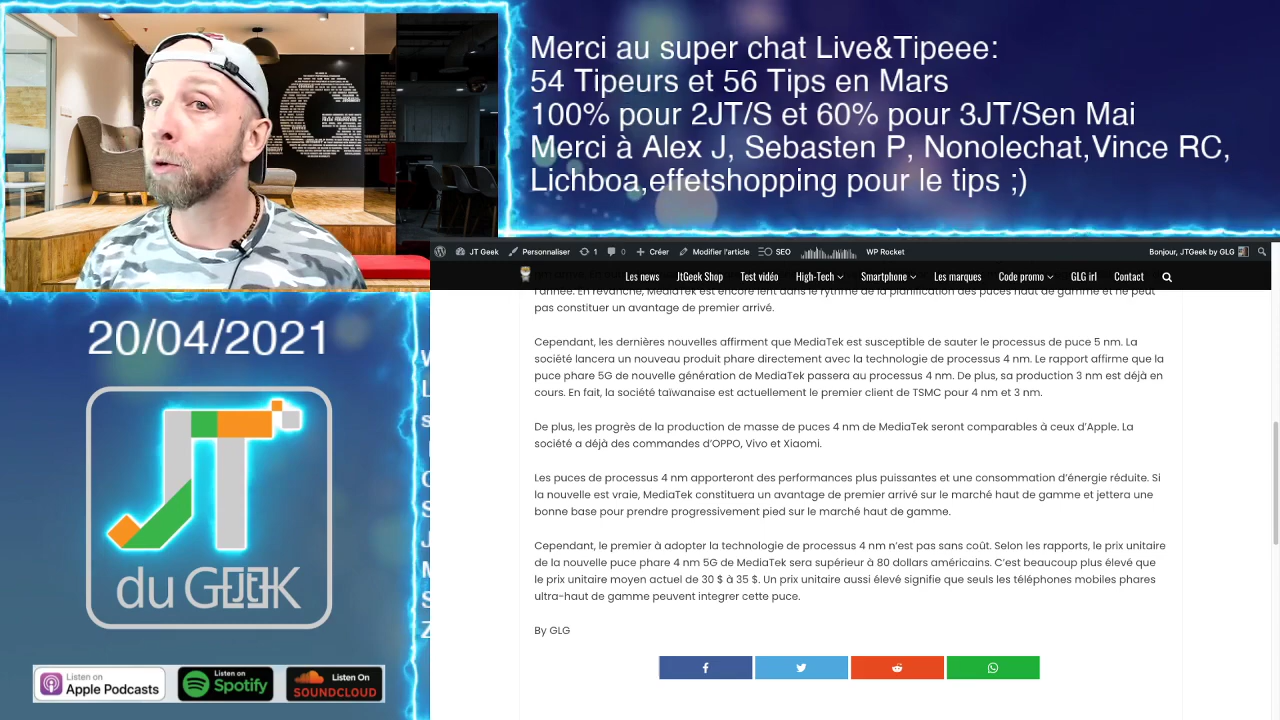 Merci au super chat Live&Tipeee:
54 Tipeurs et 56 Tips en Mars
100% pour 2JT/S et 60% pour 3JT/Sen Mai
Merci à Alex J, Sebasten P, Noholechat,Vince RC,
Lichboa,effetshopping pour le tips ;)
JT Geek
Personnaliser
1
0
Créer
Modifier l'article
SEO
WP Rocket
Bonjour, JTGeek by GLG
Les news
JtGeek Shop
Test vidéo
High-Tech
Smartphone
Les marques
Code promo
GLG irl
Contact
l'année. En revanche, MediaTek est encore lent dans le rythme de la planification des puces haut de gamme et ne peut
pas constituer un avantage de premier arrivé.
Cependant, les dernières nouvelles affirment que MediaTek est susceptible de sauter le processus de puce 5 nm. La
société lancera un nouveau produit phare directement avec la technologie de processus 4 nm. Le rapport affirme que la
puce phare 5G de nouvelle génération de MediaTek passera au processus 4 nm. De plus, sa production 3 nm est déjà en
cours. En fait, la société taïwanaise est actuellement le premier client de TSMC pour 4 nm et 3 nm.
De plus, les progrès de la production de masse de puces 4 nm de MediaTek seront comparables à ceux d'Apple. La
société a déjà des commandes d'OPPO, Vivo et Xiaomi.
Les puces de processus 4 nm apporteront des performances plus puissantes et une consommation d'énergie réduite. Si
la nouvelle est vraie, MediaTek constituera un avantage de premier arrivé sur le marché haut de gamme et jettera une
bonne base pour prendre progressivement pied sur le marché haut de gamme.
Cependant, le premier à adopter la technologie de processus 4 nm n'est pas sans coût. Selon les rapports, le prix unitaire
de la nouvelle puce phare 4 nm 5G de MediaTek sera supérieur à 80 dollars américains. C'est beaucoup plus élevé que
le prix unitaire moyen actuel de 30 $ à 35 $. Un prix unitaire aussi élevé signifie que seuls les téléphones mobiles phares
ultra-haut de gamme peuvent integrer cette puce.
By GLG
20/04/2021
JT
du GEEK
JT
Listen on
Apple Podcasts
Listen on
Spotify
Listen On
SOUNDCLOUD